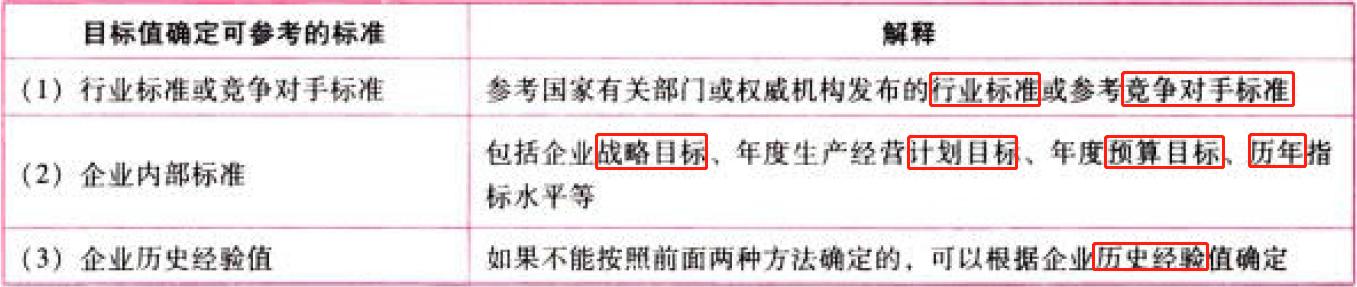 目标值确定可参考的标准
解释
(1) 行业标准或竞争对手标准
参考国家有关部门或权威机构发布的行业标准或参考竞争对手标准
(2) 企业内部标准
包括企业战略目标、年度生产经营计划目标、年度预算目标、历年指
标水平等
(3) 企业历史经验值
如果不能按照前面两种方法确定的，可以根据企业历史经验值确定